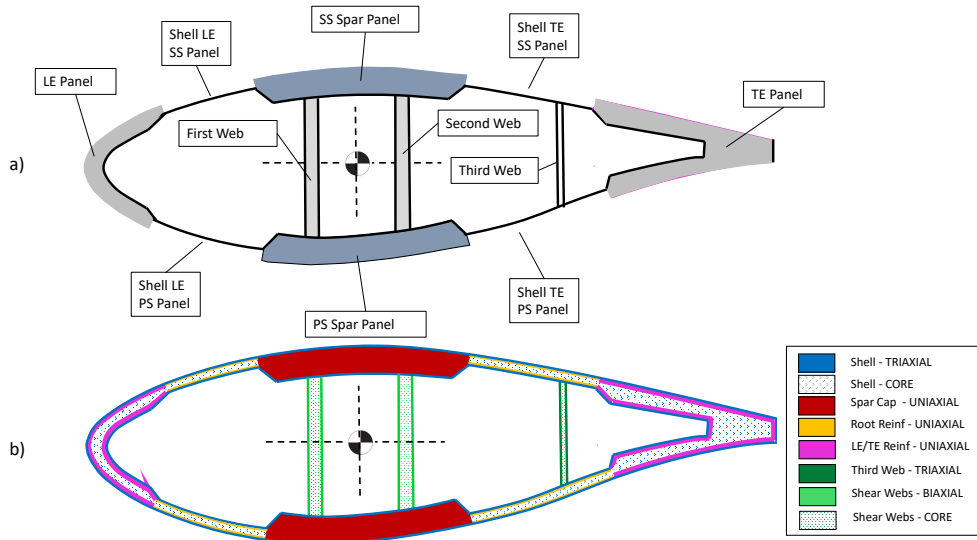 SS Spar Panel
Shell LE
SS Panel
Shell TE
SS Panel
LE Panel
TE Panel
First Web
Second Web
Third Web
a)
Shell LE
PS Panel
Shell TE
PS Panel
PS Spar Panel
b)
Shell - TRIAXIAL
Shell - CORE
Spar Cap - UNIAXIAL
Root Reinf - UNIAXIAL
LE/TE Reinf - UNIAXIAL
Third Web - TRIAXIAL
Shear Webs - BIAXIAL
Shear Webs - CORE